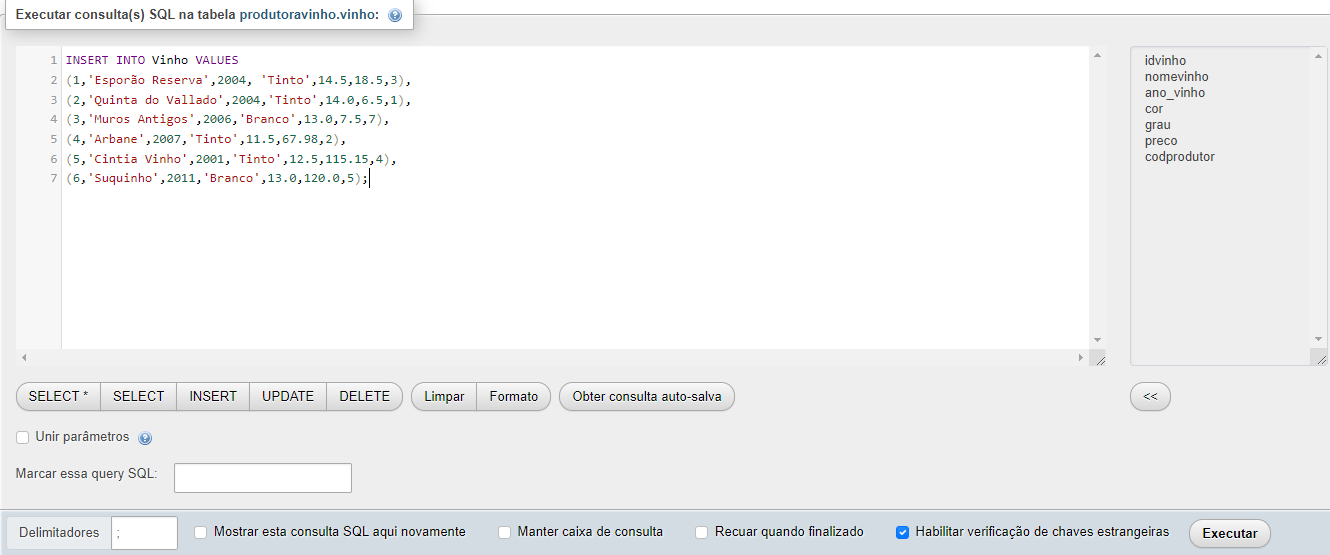 Executar consulta(s) SQL na tabela produtoravinho.vinho:
1 INSERT INTO Vinho VALUES
2 (1,'Esporão Reserva',2004, 'Tinto',14.5,18.5,3),
3 (2,'Quinta do Vallado',2004,'Tinto',14.0,6.5,1),
4 (3,'Muros Antigos',2006,'Branco',13.0,7.5,7),
5 (4,'Arbane',2007,'Tinto',11.5,67.98,2),
6 (5,'Cintia Vinho',2001,'Tinto',12.5,115.15,4),
7 (6,'Suquinho',2011,'Branco',13.0,120.0,5);
idvinho
nomevinho
ano_vinho
cor
grau
preco
codprodutor
SELECT * SELECT INSERT UPDATE DELETE Limpar Formato Obter consulta auto-salva <<
Unir parâmetros
Marcar essa query SQL:
Delimitadores ; Mostrar esta consulta SQL aqui novamente Manter caixa de consulta Recuar quando finalizado Habilitar verificação de chaves estrangeiras Executar